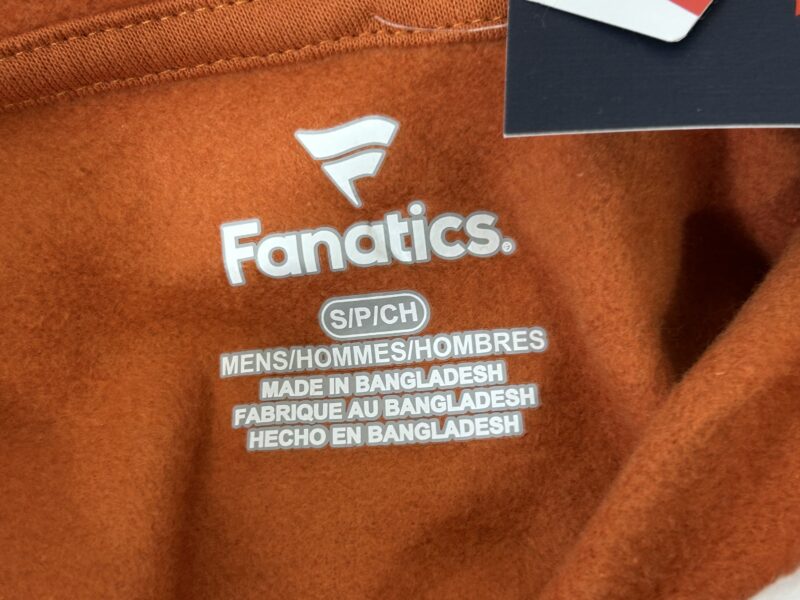 Fanatics.®
S/P/CH
MENS/HOMMES/HOMBRES
MADE IN BANGLADESH
FABRIQUE AU BANGLADESH
HECHO EN BANGLADESH